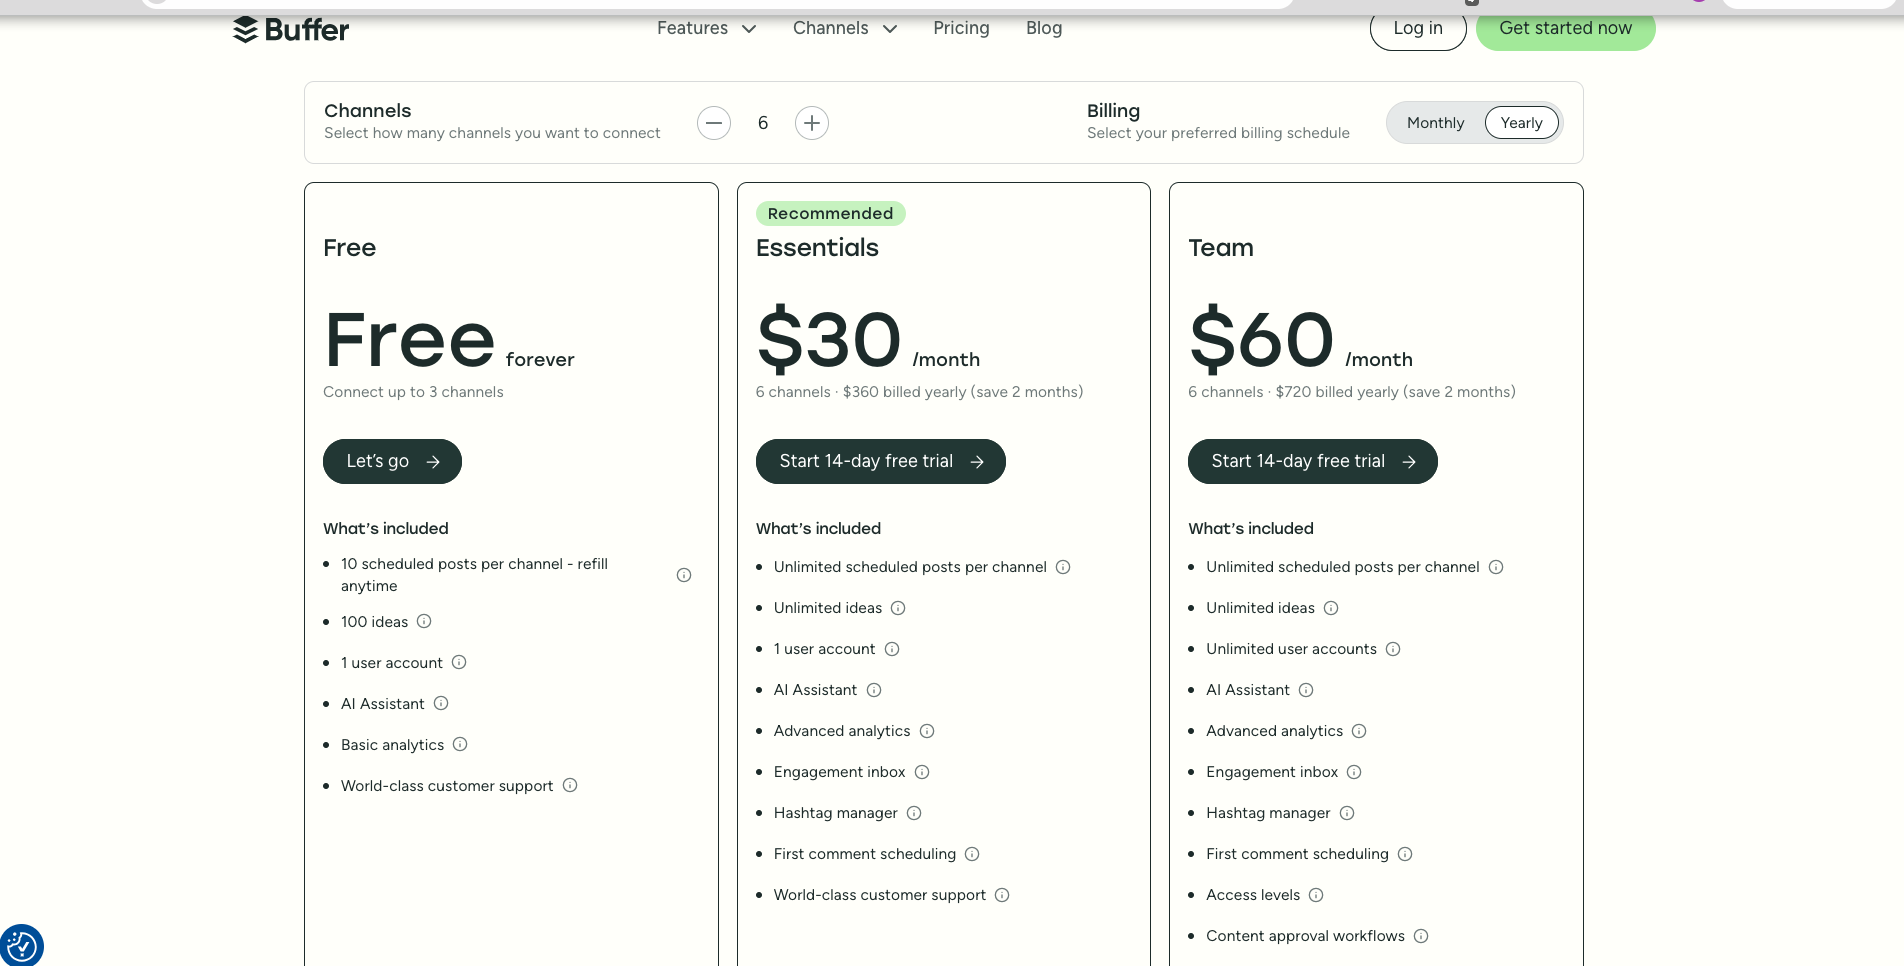 Buffer
Features
Channels
Pricing
Blog
Log in
Get started now
Channels
Select how many channels you want to connect
6
Billing
Select your preferred billing schedule
Monthly
Yearly
Free
Free forever
Connect up to 3 channels
Let's go →
What's included
• 10 scheduled posts per channel - refill
anytime
• 100 ideas
• 1 user account
• AI Assistant
• Basic analytics
• World-class customer support
Recommended
Essentials
$30 /month
6 channels · $360 billed yearly (save 2 months)
Start 14-day free trial →
What's included
• Unlimited scheduled posts per channel
• Unlimited ideas
• 1 user account
• AI Assistant
• Advanced analytics
• Engagement inbox
• Hashtag manager
• First comment scheduling
• World-class customer support
Team
$60 /month
6 channels · $720 billed yearly (save 2 months)
Start 14-day free trial →
What's included
• Unlimited scheduled posts per channel
• Unlimited ideas
• Unlimited user accounts
• AI Assistant
• Advanced analytics
• Engagement inbox
• Hashtag manager
• First comment scheduling
• Access levels
• Content approval workflows